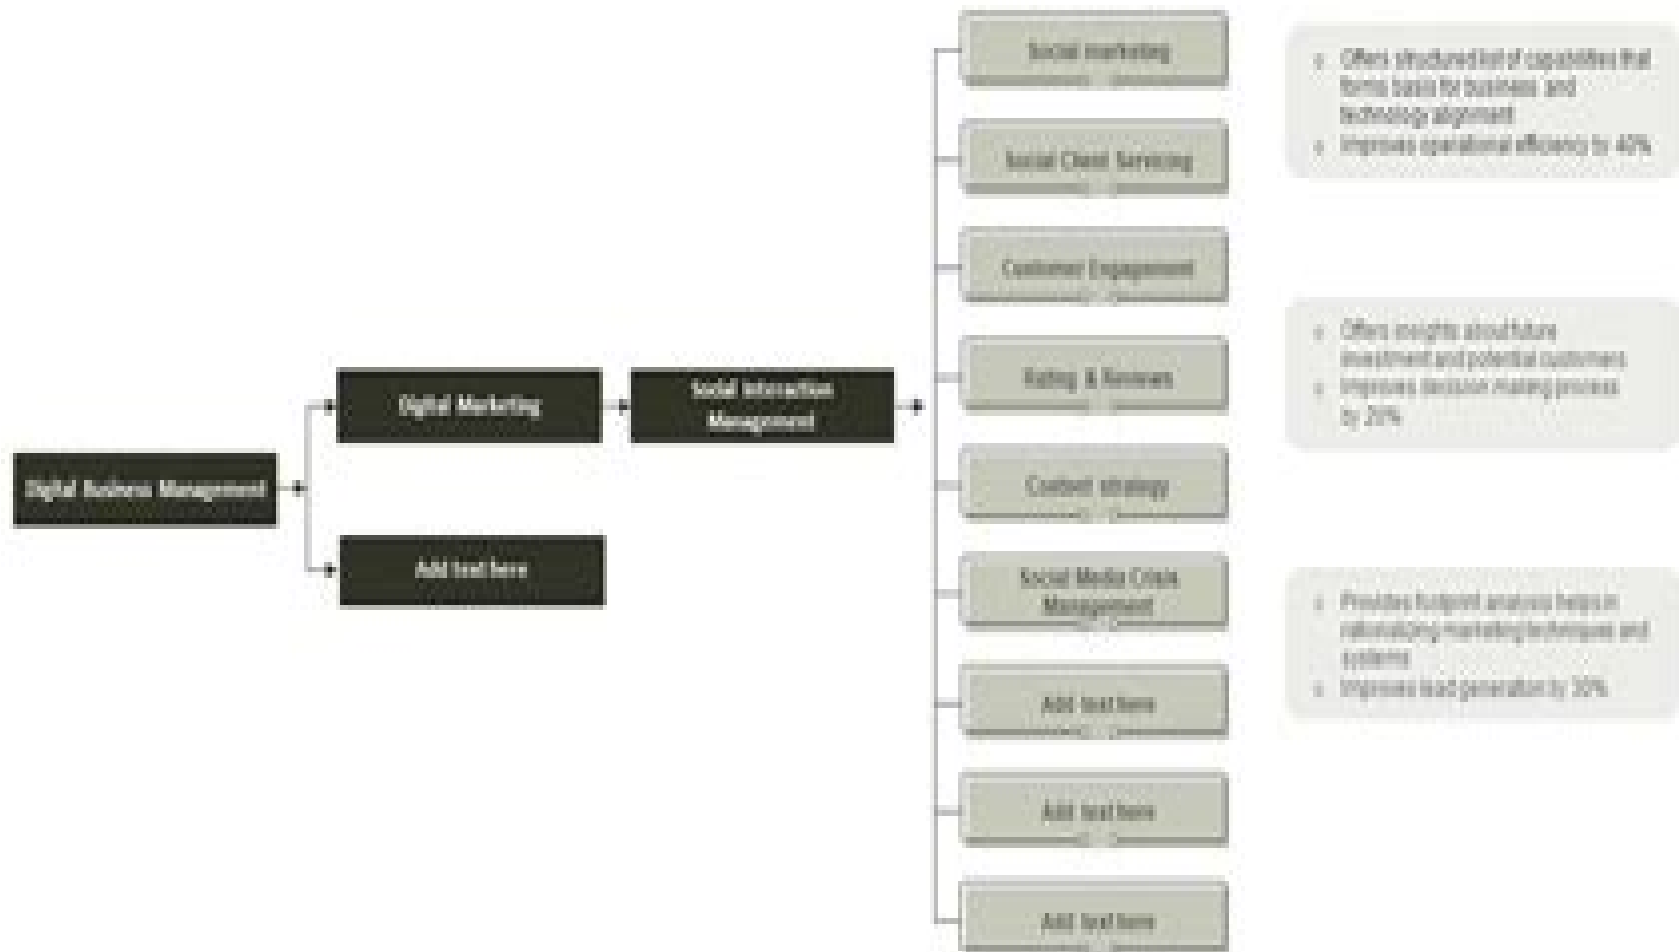 Digital Business Management
Digital Marketing
Add text here
Social Interaction
Management
Social marketing
Social Client Servicing
Customer Engagement
Rating & Reviews
Content strategy
Social Media Crisis
Management
Add text here
Add text here
Add text here
Offers structured list of capabilities that
forms basis for business and
technology alignment
Improves operational efficiency by 40%
Offers insights about future
investment and potential customers
Improves decision making process
by 20%
Provides footprint analysis helps in
rationalizing marketing techniques and
systems
Improves lead generation by 30%